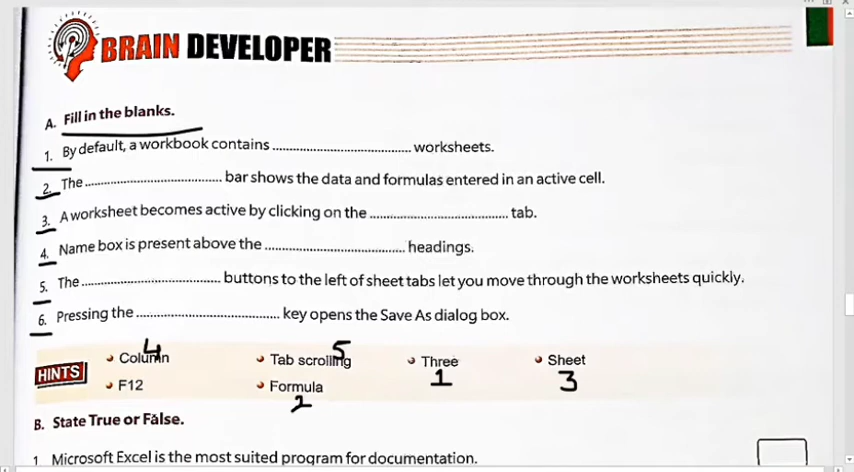 BRAIN DEVELOPER
A. Fill in the blanks.
1. By default, a workbook contains ........................................ worksheets.
2. The ........................................ bar shows the data and formulas entered in an active cell.
3. A worksheet becomes active by clicking on the ........................................ tab.
4. Name box is present above the ........................................ headings.
5. The ........................................ buttons to the left of sheet tabs let you move through the worksheets quickly.
6. Pressing the ........................................ key opens the Save As dialog box.
4 5
HINTS
• Column • Tab scrolling • Three • Sheet
1 3
• F12 • Formula
2
B. State True or False.
1 Microsoft Excel is the most suited program for documentation.